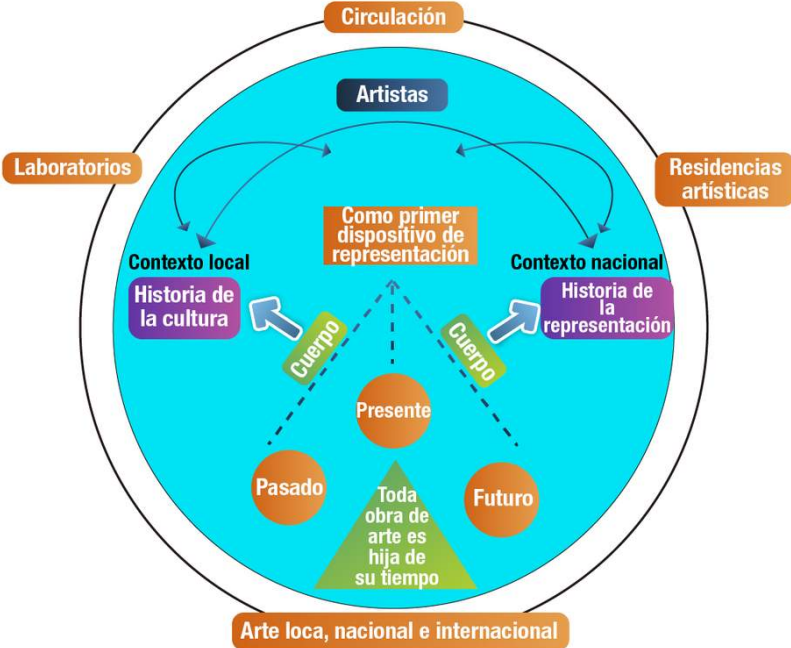 Circulación
Artistas
Laboratorios
Residencias
artísticas
Como primer
dispositivo de
representación
Contexto local
Historia de
la cultura
Contexto nacional
Historia de
la
representación
Cuerpo
Cuerpo
Presente
Pasado
Futuro
Toda
obra de
arte es
hija de
su tiempo
Arte loca, nacional e internacional